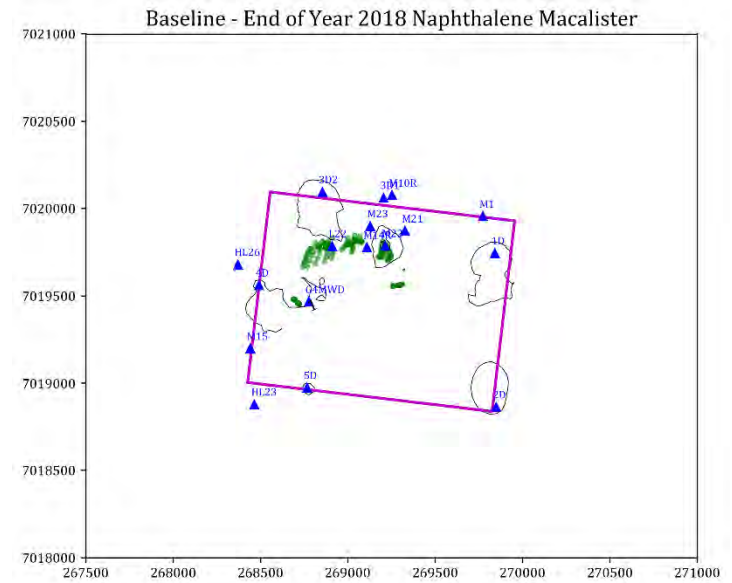 Baseline - End of Year 2018 Naphthalene Macalister
7021000
7020500
7020000
7019500
7019000
7018500
7018000
3D2
M10R
M1
M23
M21
1D
HL26
4D
G4MWD
M15
5D
HL23
2D
267500 268000 268500 269000 269500 270000 270500 271000